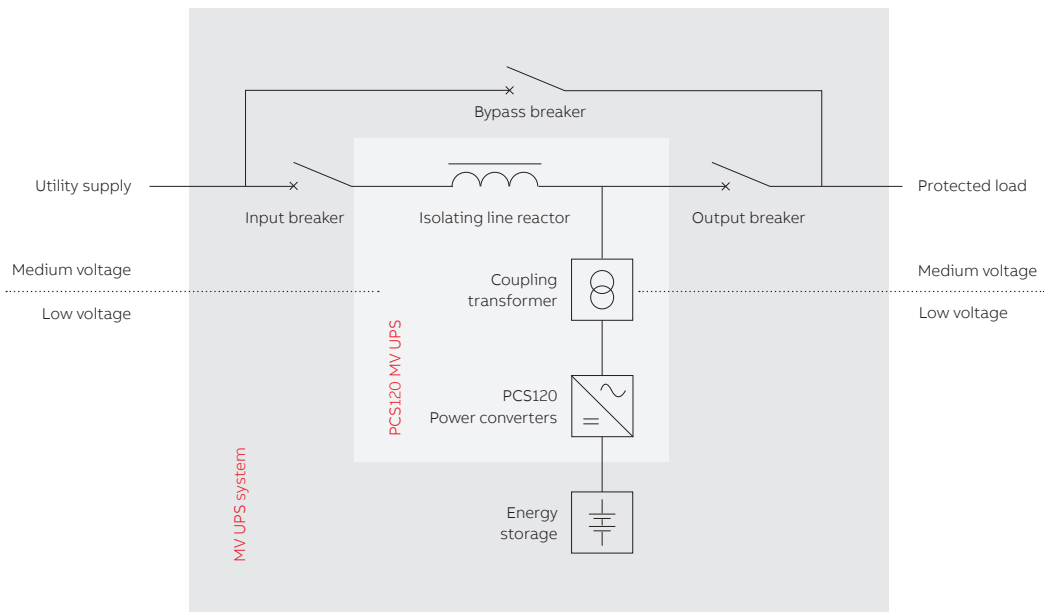 Bypass breaker
Utility supply
Protected load
Input breaker
Isolating line reactor
Output breaker
Medium voltage
Low voltage
Coupling
transformer
Medium voltage
Low voltage
PCS120 MV UPS
PCS120
Power converters
MV UPS system
Energy
storage